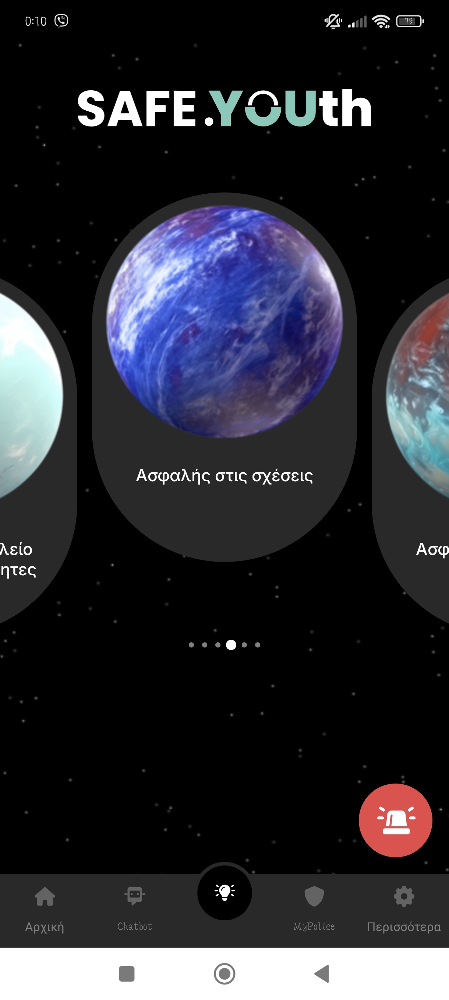 0:10
79
SAFE.YOUth
Ασφαλής στις σχέσεις
λείο
ητες
Ασφ
Αρχική
Chatbot
MyPolice
Περισσότερα